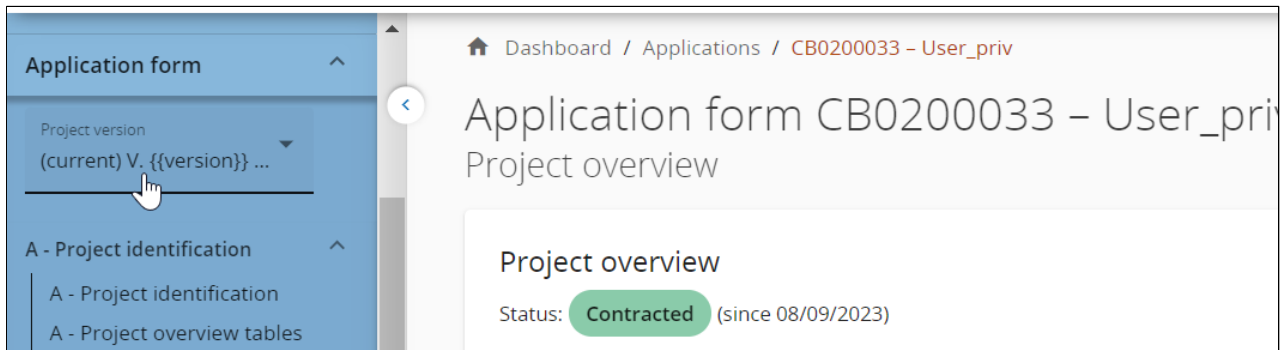 Application form
Project version
(current) V. {{version}} ...
A - Project identification
A - Project identification
A - Project overview tables
Dashboard / Applications / CB0200033 – User_priv
Application form CB0200033 – User_priv
Project overview
Project overview
Status: Contracted (since 08/09/2023)